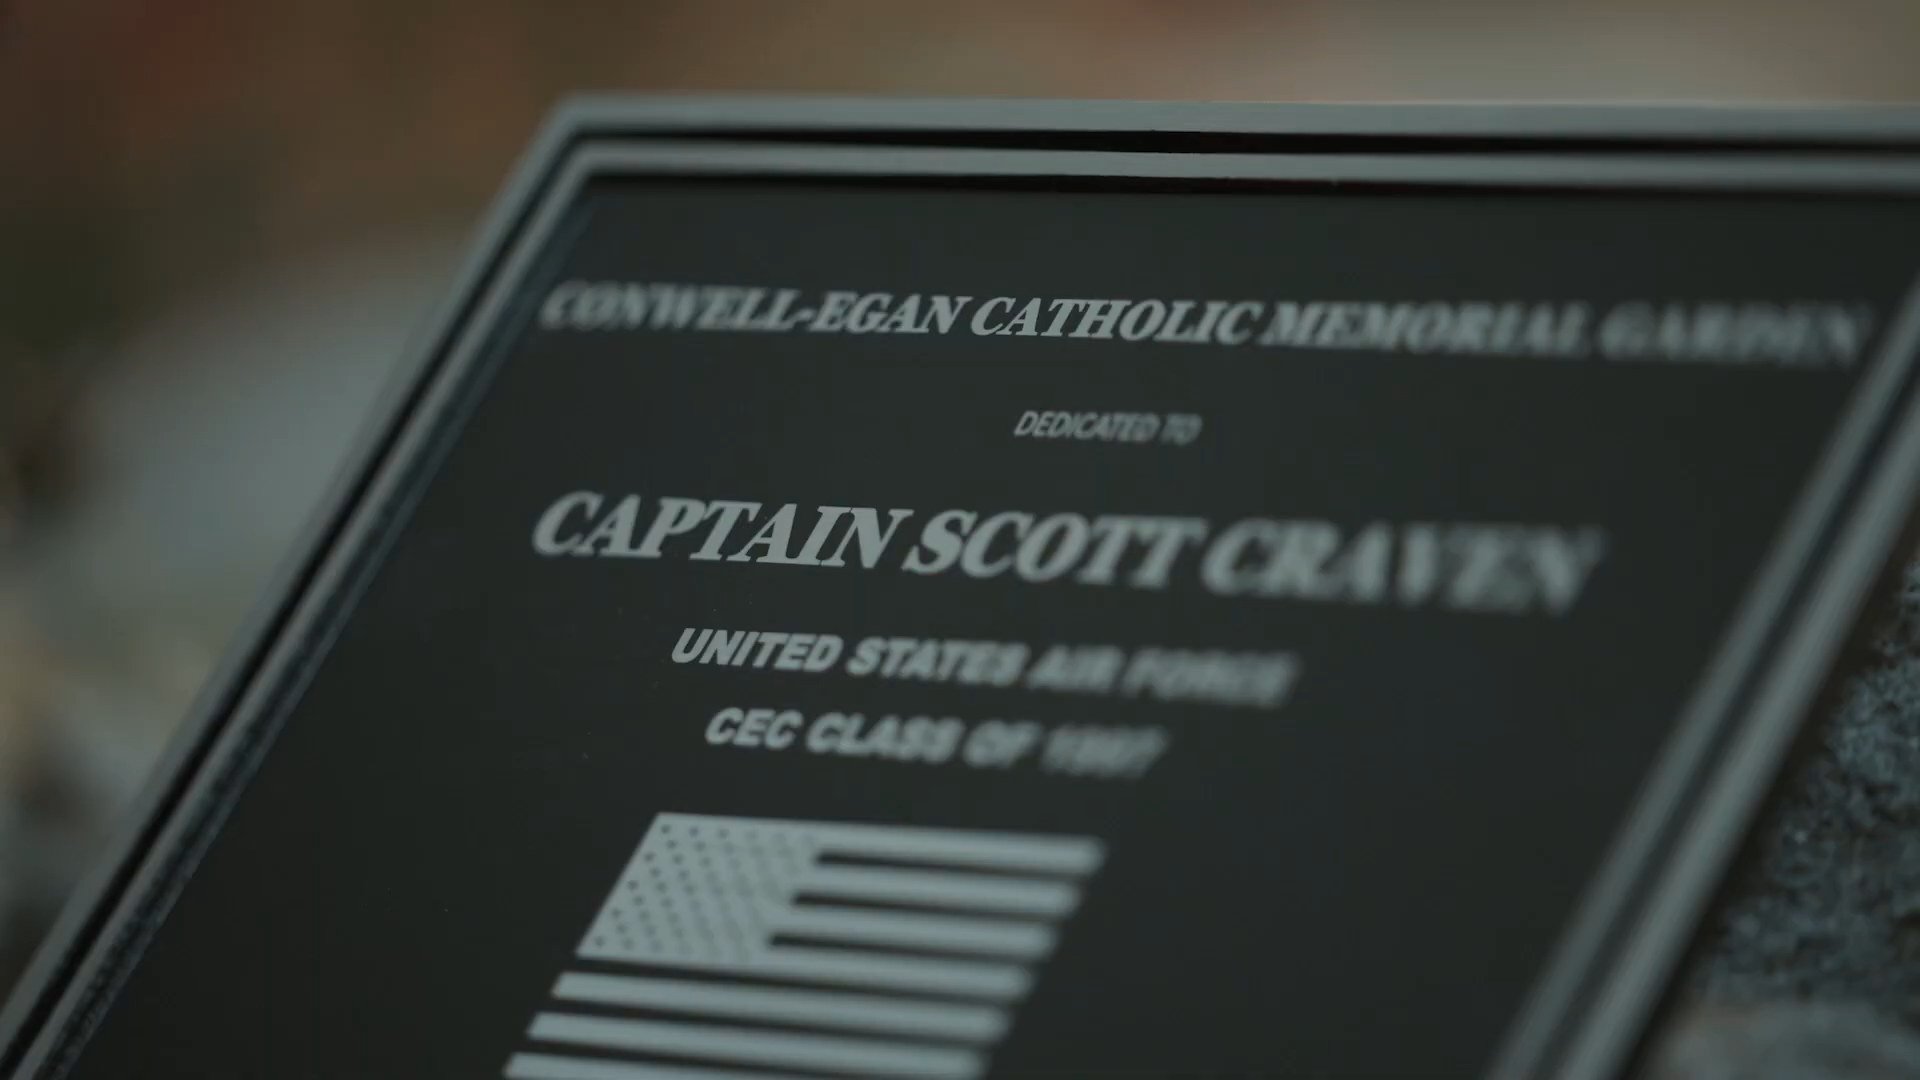 CONWELL-EGAN CATHOLIC MEMORIAL GARDEN
DEDICATED TO
CAPTAIN SCOTT CRAVEN
UNITED STATES AIR FORCE
CEC CLASS OF